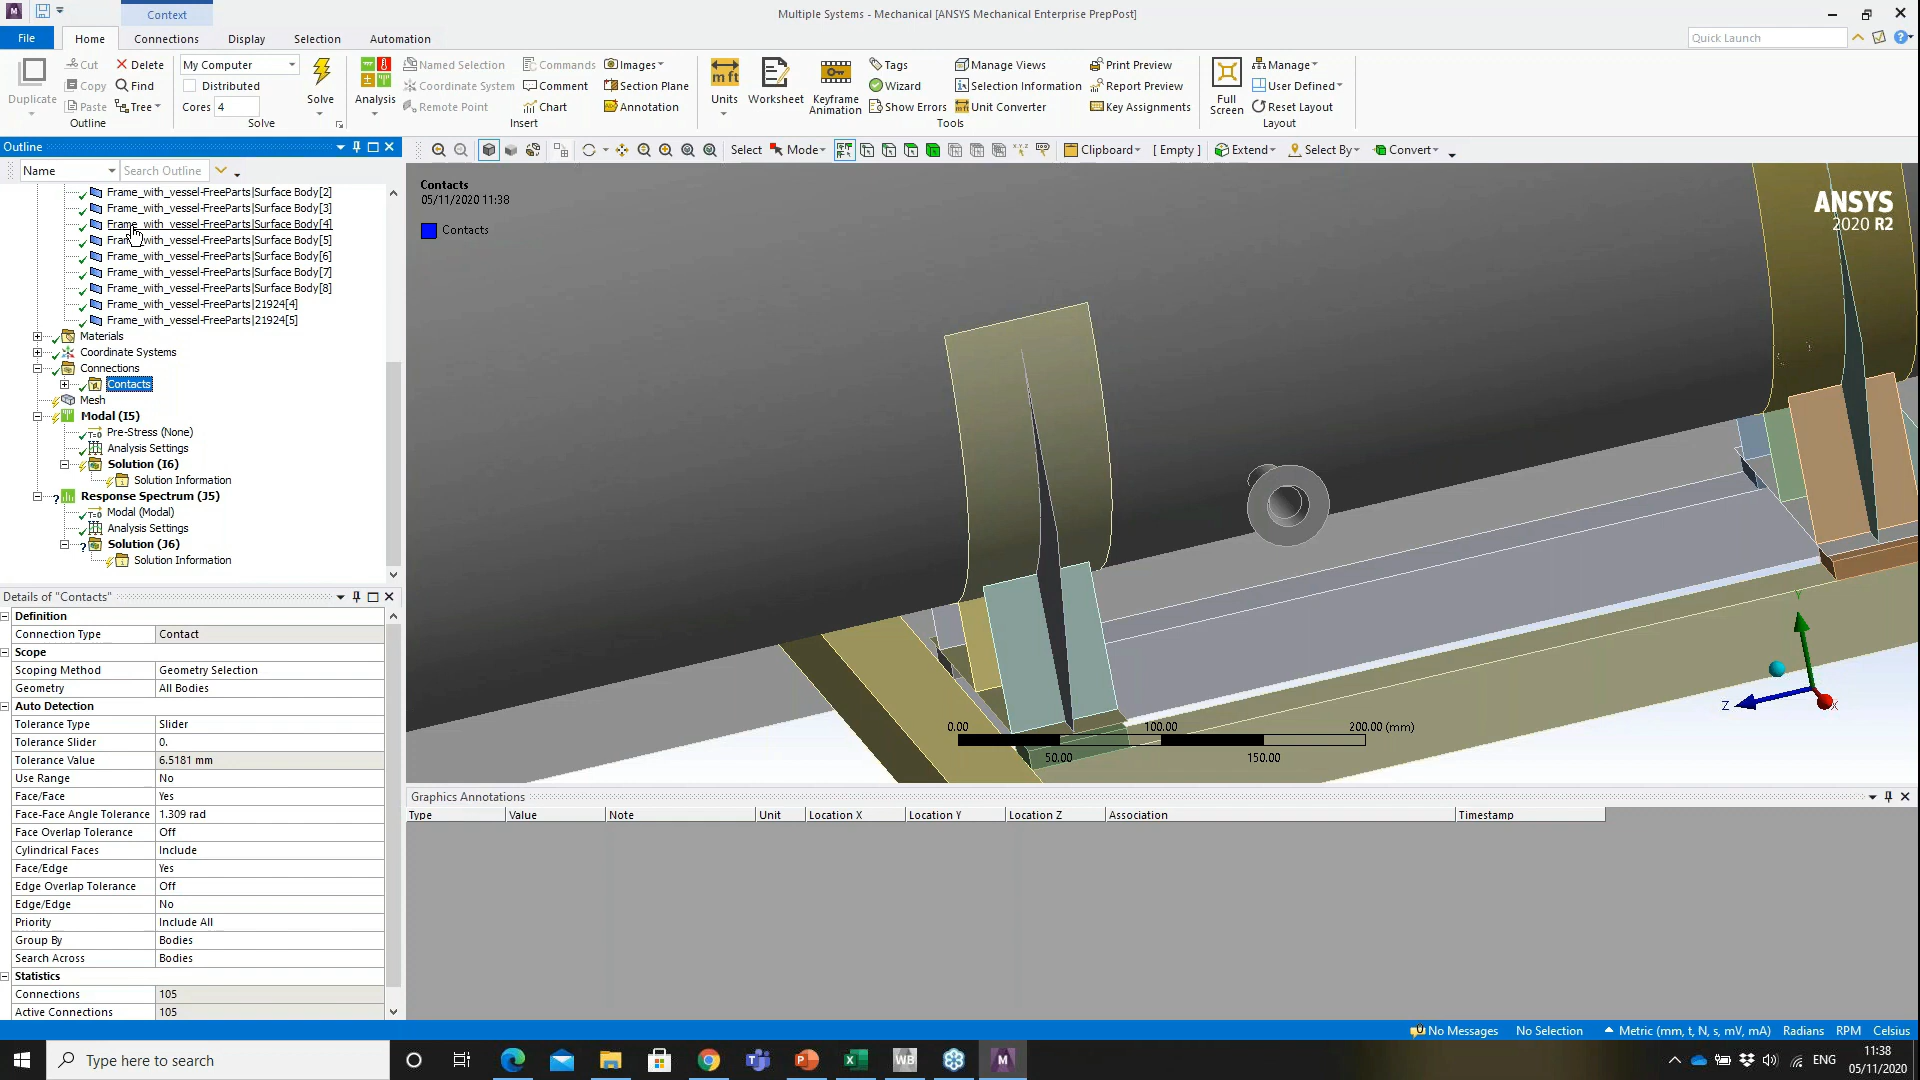 Context
Multiple Systems - Mechanical [ANSYS Mechanical Enterprise PrepPost]
File Home Connections Display Selection Automation
Quick Launch
Duplicate Cut Delete My Computer Solve Analysis Named Selection Commands Images Units Worksheet Keyframe Animation Tags Manage Views Print Preview Full Screen Manage
Copy Find Distributed Coordinate System Comment Section Plane Wizard Selection Information Report Preview User Defined
Paste Tree Cores 4 Remote Point Chart Annotation Show Errors Unit Converter Key Assignments Reset Layout
Outline Solve Insert Tools Layout
Outline
Name Search Outline
Select Mode Clipboard [ Empty ] Extend Select By Convert
Frame_with_vessel-FreeParts|Surface Body[2]
Frame_with_vessel-FreeParts|Surface Body[3]
Frame_with_vessel-FreeParts|Surface Body[4]
Frame_with_vessel-FreeParts|Surface Body[5]
Frame_with_vessel-FreeParts|Surface Body[6]
Frame_with_vessel-FreeParts|Surface Body[7]
Frame_with_vessel-FreeParts|Surface Body[8]
Frame_with_vessel-FreeParts|21924[4]
Frame_with_vessel-FreeParts|21924[5]
Materials
Coordinate Systems
Connections
Contacts
Mesh
Modal (I5)
Pre-Stress (None)
Analysis Settings
Solution (I6)
Solution Information
Response Spectrum (J5)
Modal (Modal)
Analysis Settings
Solution (J6)
Solution Information
Details of "Contacts"
Definition
Connection Type Contact
Scope
Scoping Method Geometry Selection
Geometry All Bodies
Auto Detection
Tolerance Type Slider
Tolerance Slider 0.
Tolerance Value 6.5181 mm
Use Range No
Face/Face Yes
Face-Face Angle Tolerance 1.309 rad
Face Overlap Tolerance Off
Cylindrical Faces Include
Face/Edge Yes
Edge Overlap Tolerance Off
Edge/Edge No
Priority Include All
Group By Bodies
Search Across Bodies
Statistics
Connections 105
Active Connections 105
Contacts
05/11/2020 11:38
Contacts
ANSYS
2020 R2
Y
Z
X
0.00 100.00 200.00 (mm)
50.00 150.00
Graphics Annotations
Type Value Note Unit Location X Location Y Location Z Association Timestamp
No Messages No Selection Metric (mm, t, N, s, mV, mA) Radians RPM Celsius
Type here to search
ENG
11:38
05/11/2020